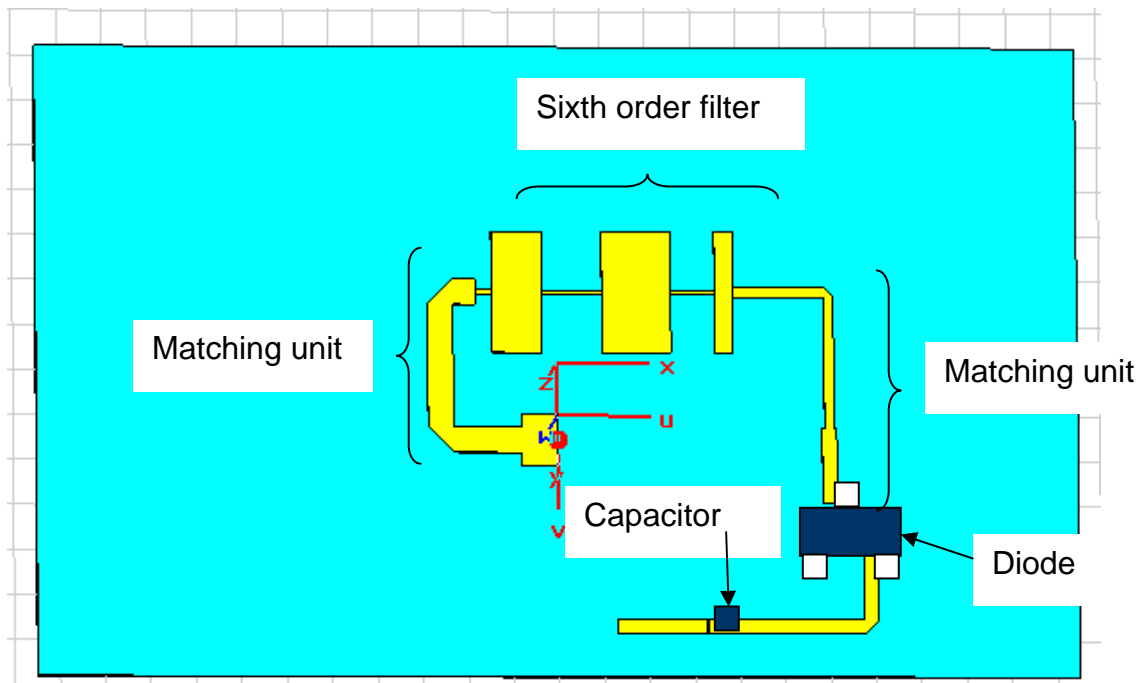 Sixth order filter
Matching unit
Matching unit
x
z
u
w
v
Capacitor
Diode